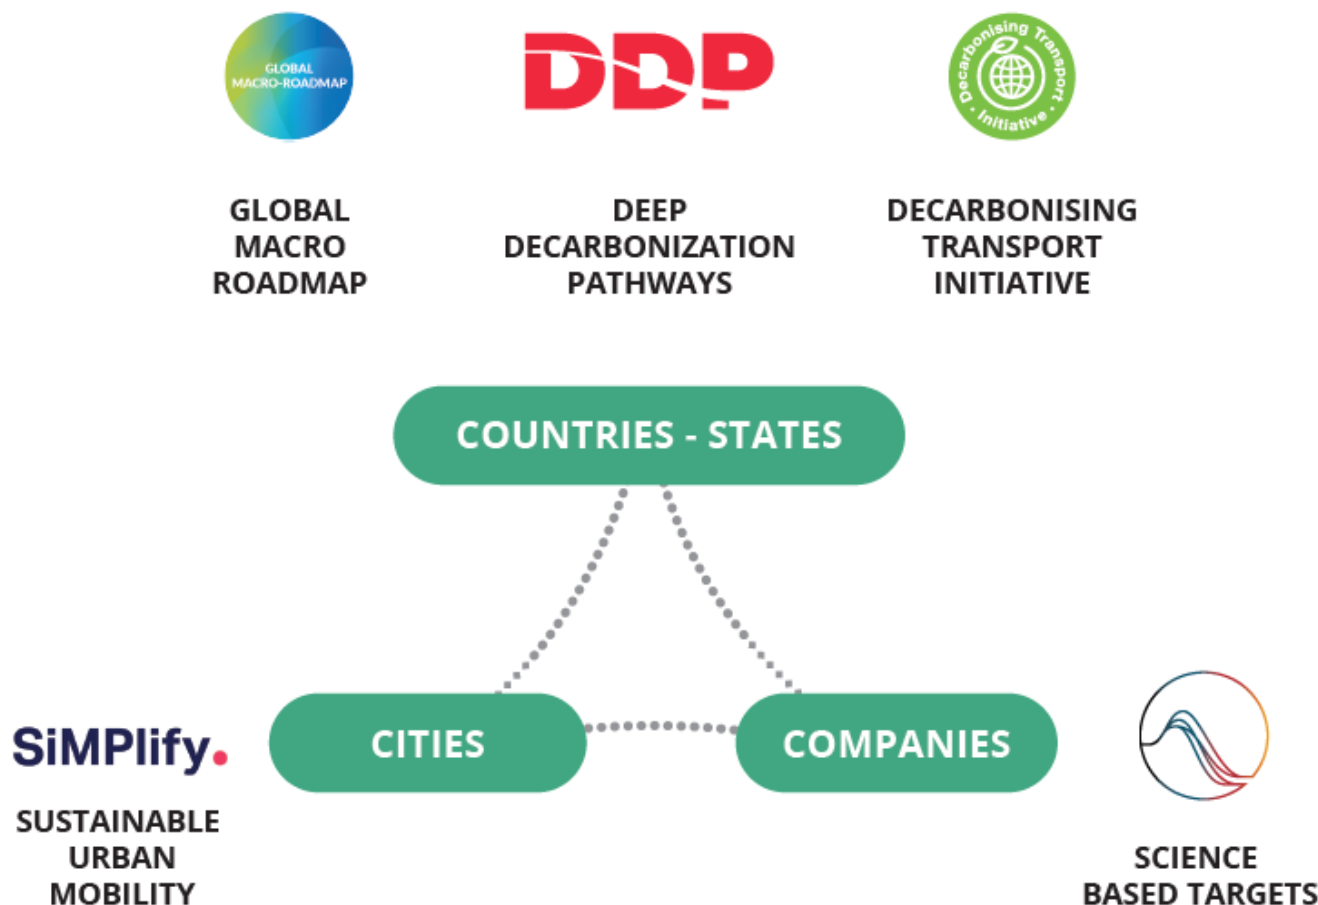 GLOBAL
MACRO-ROADMAP
DDP
Decarbonising Transport
· Initiative ·
GLOBAL
MACRO
ROADMAP
DEEP
DECARBONIZATION
PATHWAYS
DECARBONISING
TRANSPORT
INITIATIVE
COUNTRIES - STATES
SiMPlify.
CITIES
COMPANIES
SUSTAINABLE
URBAN
MOBILITY
SCIENCE
BASED TARGETS